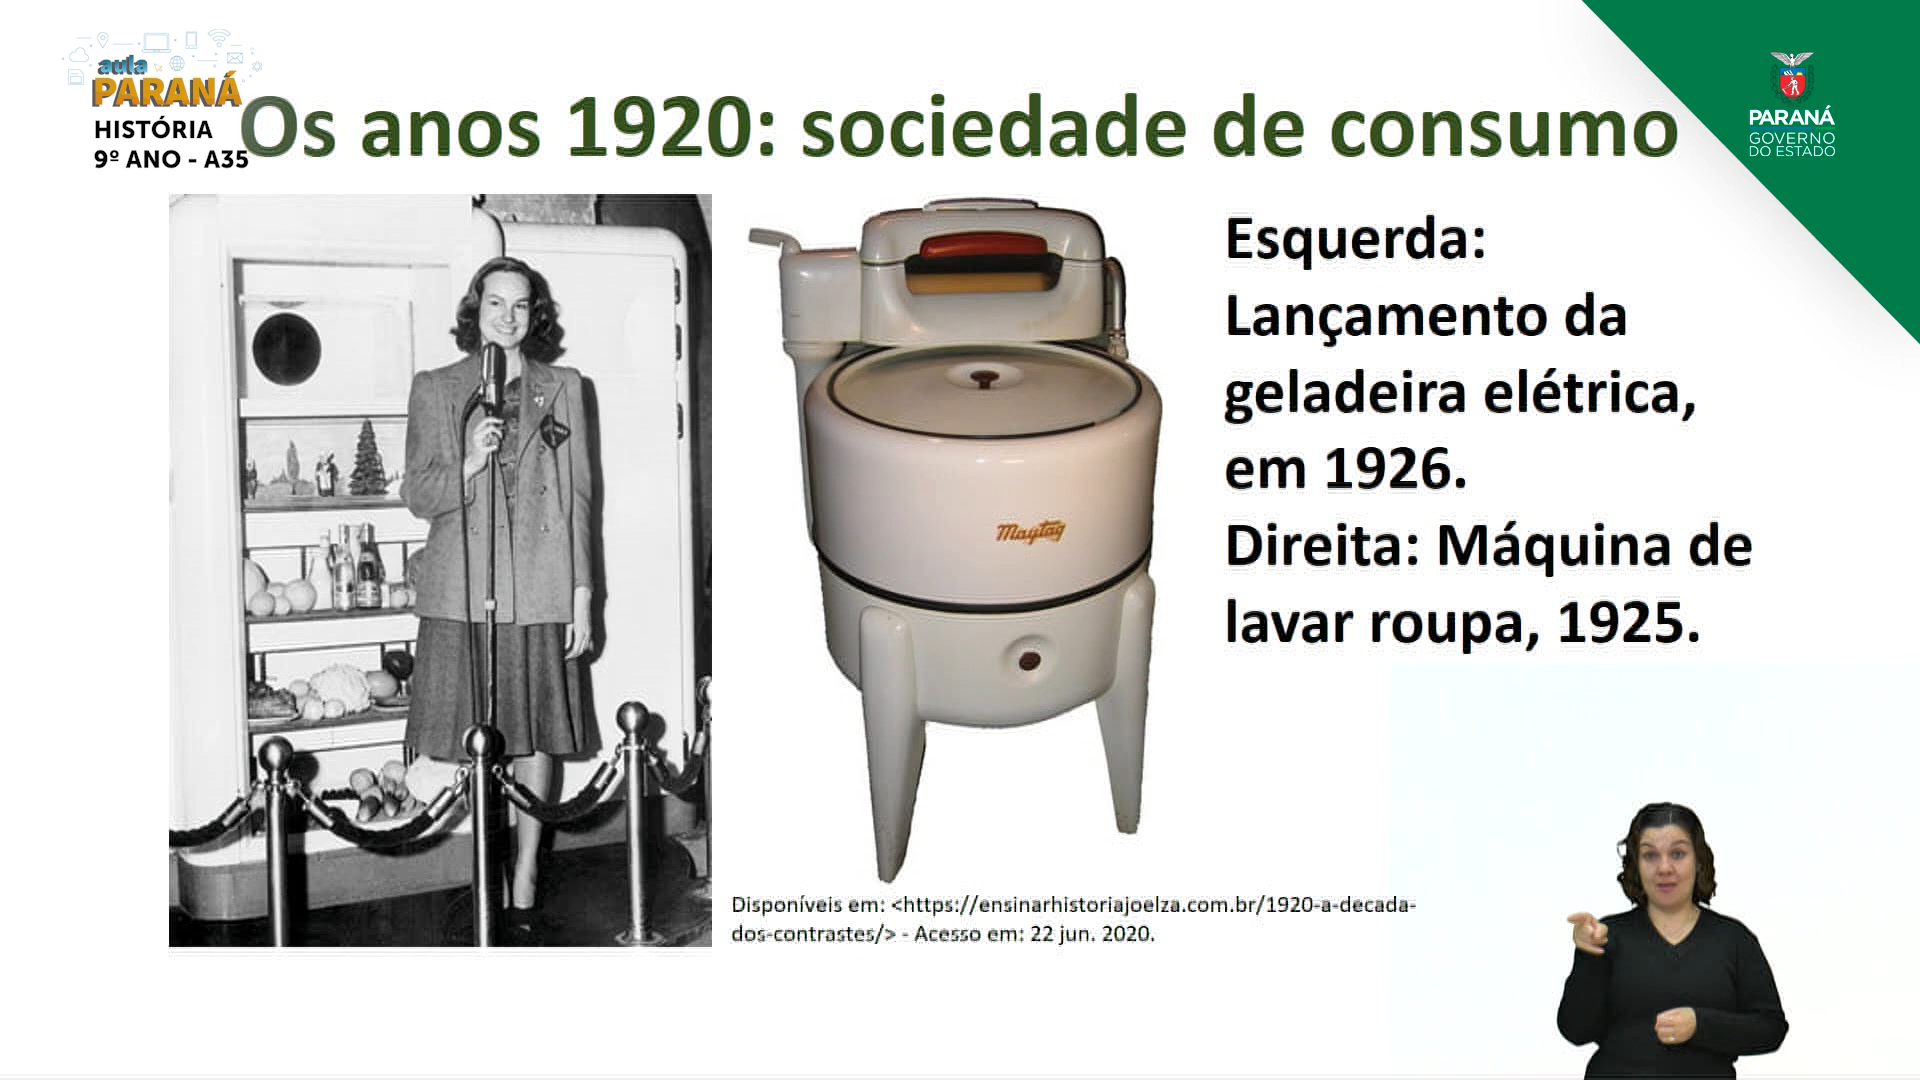 aula
PARANÁ
HISTÓRIA
9º ANO - A35
Os anos 1920: sociedade de consumo
PARANÁ
GOVERNO
DO ESTADO
Esquerda:
Lançamento da
geladeira elétrica,
em 1926.
Direita: Máquina de
lavar roupa, 1925.
Maytag
Disponíveis em: <https://ensinarhistoriajoelza.com.br/1920-a-decada-
dos-contrastes/> - Acesso em: 22 jun. 2020.